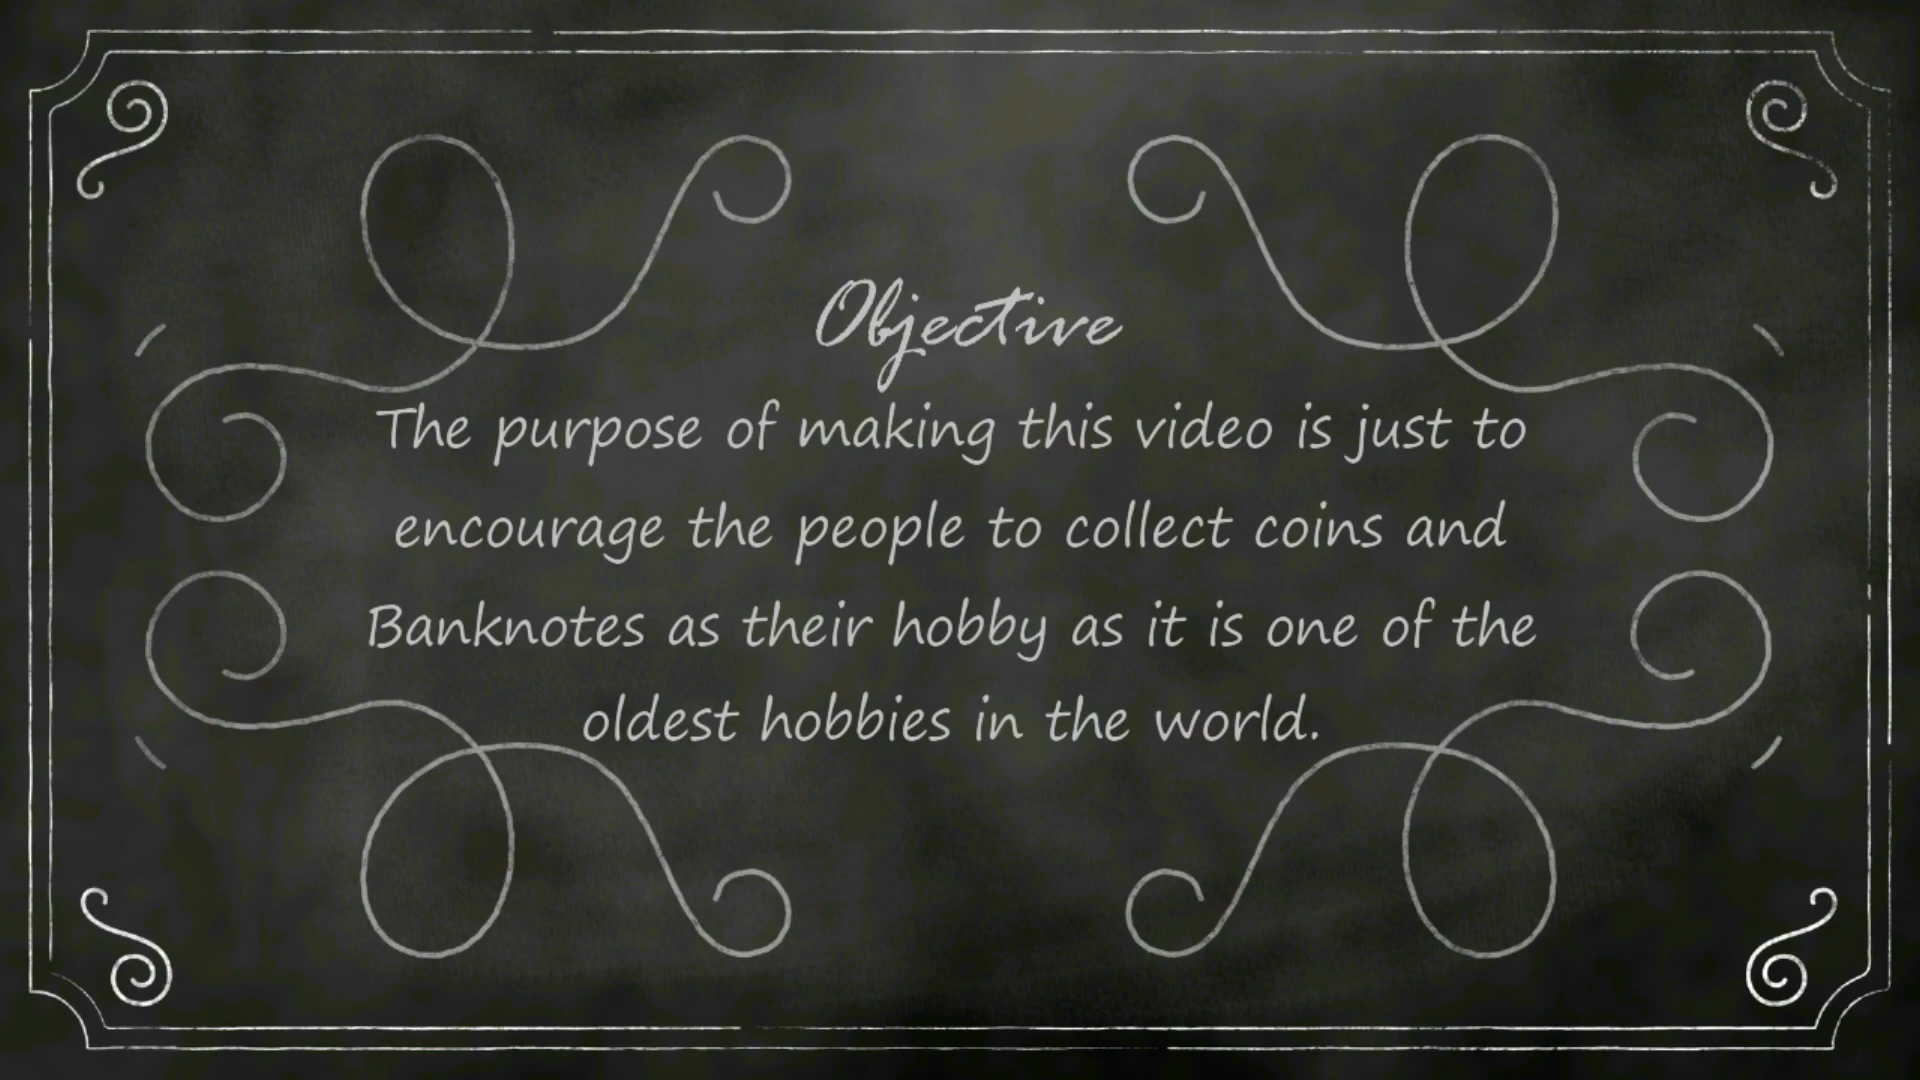 Objective
The purpose of making this video is just to
encourage the people to collect coins and
Banknotes as their hobby as it is one of the
oldest hobbies in the world.